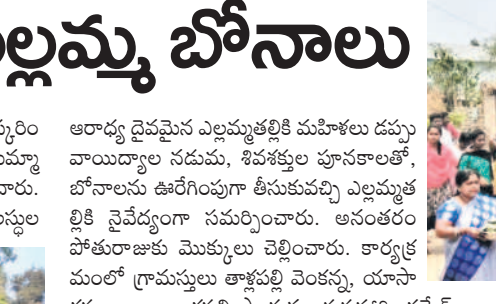 ల్లమ్మ బోనాలు
ఆరాధ్య దైవమైన ఎల్లమ్మతల్లికి మహిళలు డప్పు
వాయిద్యాల నడుమ, శివశక్తుల పూనకాలతో,
బోనాలను ఊరేగింపుగా తీసుకువచ్చి ఎల్లమ్మత
ల్లికి నైవేద్యంగా సమర్పించారు. అనంతరం
పోతురాజుకు మొక్కులు చెల్లించారు. కార్యక్ర
మంలో గ్రామస్తులు తాళ్లపల్లి వెంకన్న, యాసా